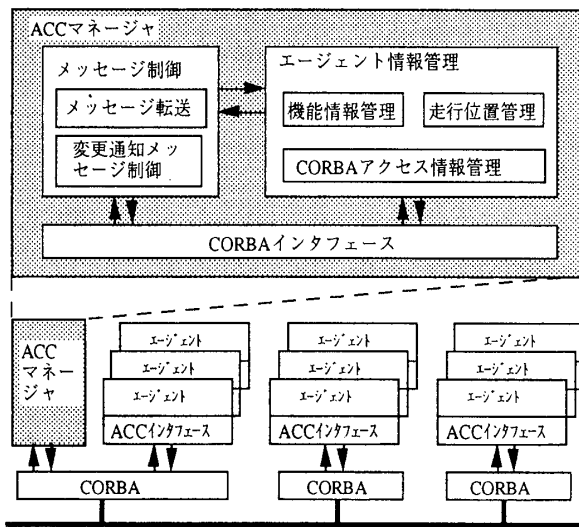 ACCマネージャ
メッセージ制御
メッセージ転送
変更通知メッ
セージ制御
エージェント情報管理
機能情報管理
走行位置管理
CORBAアクセス情報管理
CORBAインタフェース
ACC
マネー
ジャ
エージェント
エージェント
エージェント
ACCインタフェース
エージェント
エージェント
エージェント
ACCインタフェース
エージェント
エージェント
エージェント
ACCインタフェース
CORBA
CORBA
CORBA